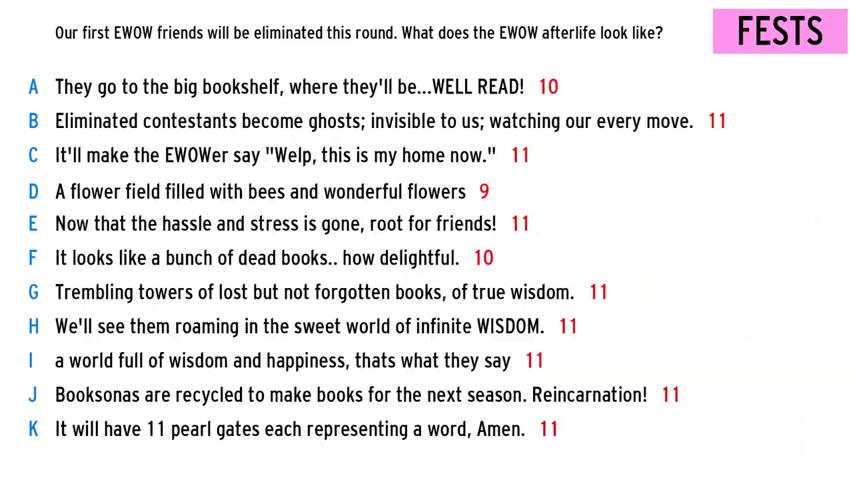 Our first EWOW friends will be eliminated this round. What does the EWOW afterlife look like?
FESTS
A They go to the big bookshelf, where they'll be...WELL READ! 10
B Eliminated contestants become ghosts; invisible to us; watching our every move. 11
C It'll make the EWOWer say "Welp, this is my home now." 11
D A flower field filled with bees and wonderful flowers 9
E Now that the hassle and stress is gone, root for friends! 11
F It looks like a bunch of dead books.. how delightful. 10
G Trembling towers of lost but not forgotten books, of true wisdom. 11
H We'll see them roaming in the sweet world of infinite WISDOM. 11
I a world full of wisdom and happiness, thats what they say 11
J Booksonas are recycled to make books for the next season. Reincarnation! 11
K It will have 11 pearl gates each representing a word, Amen. 11